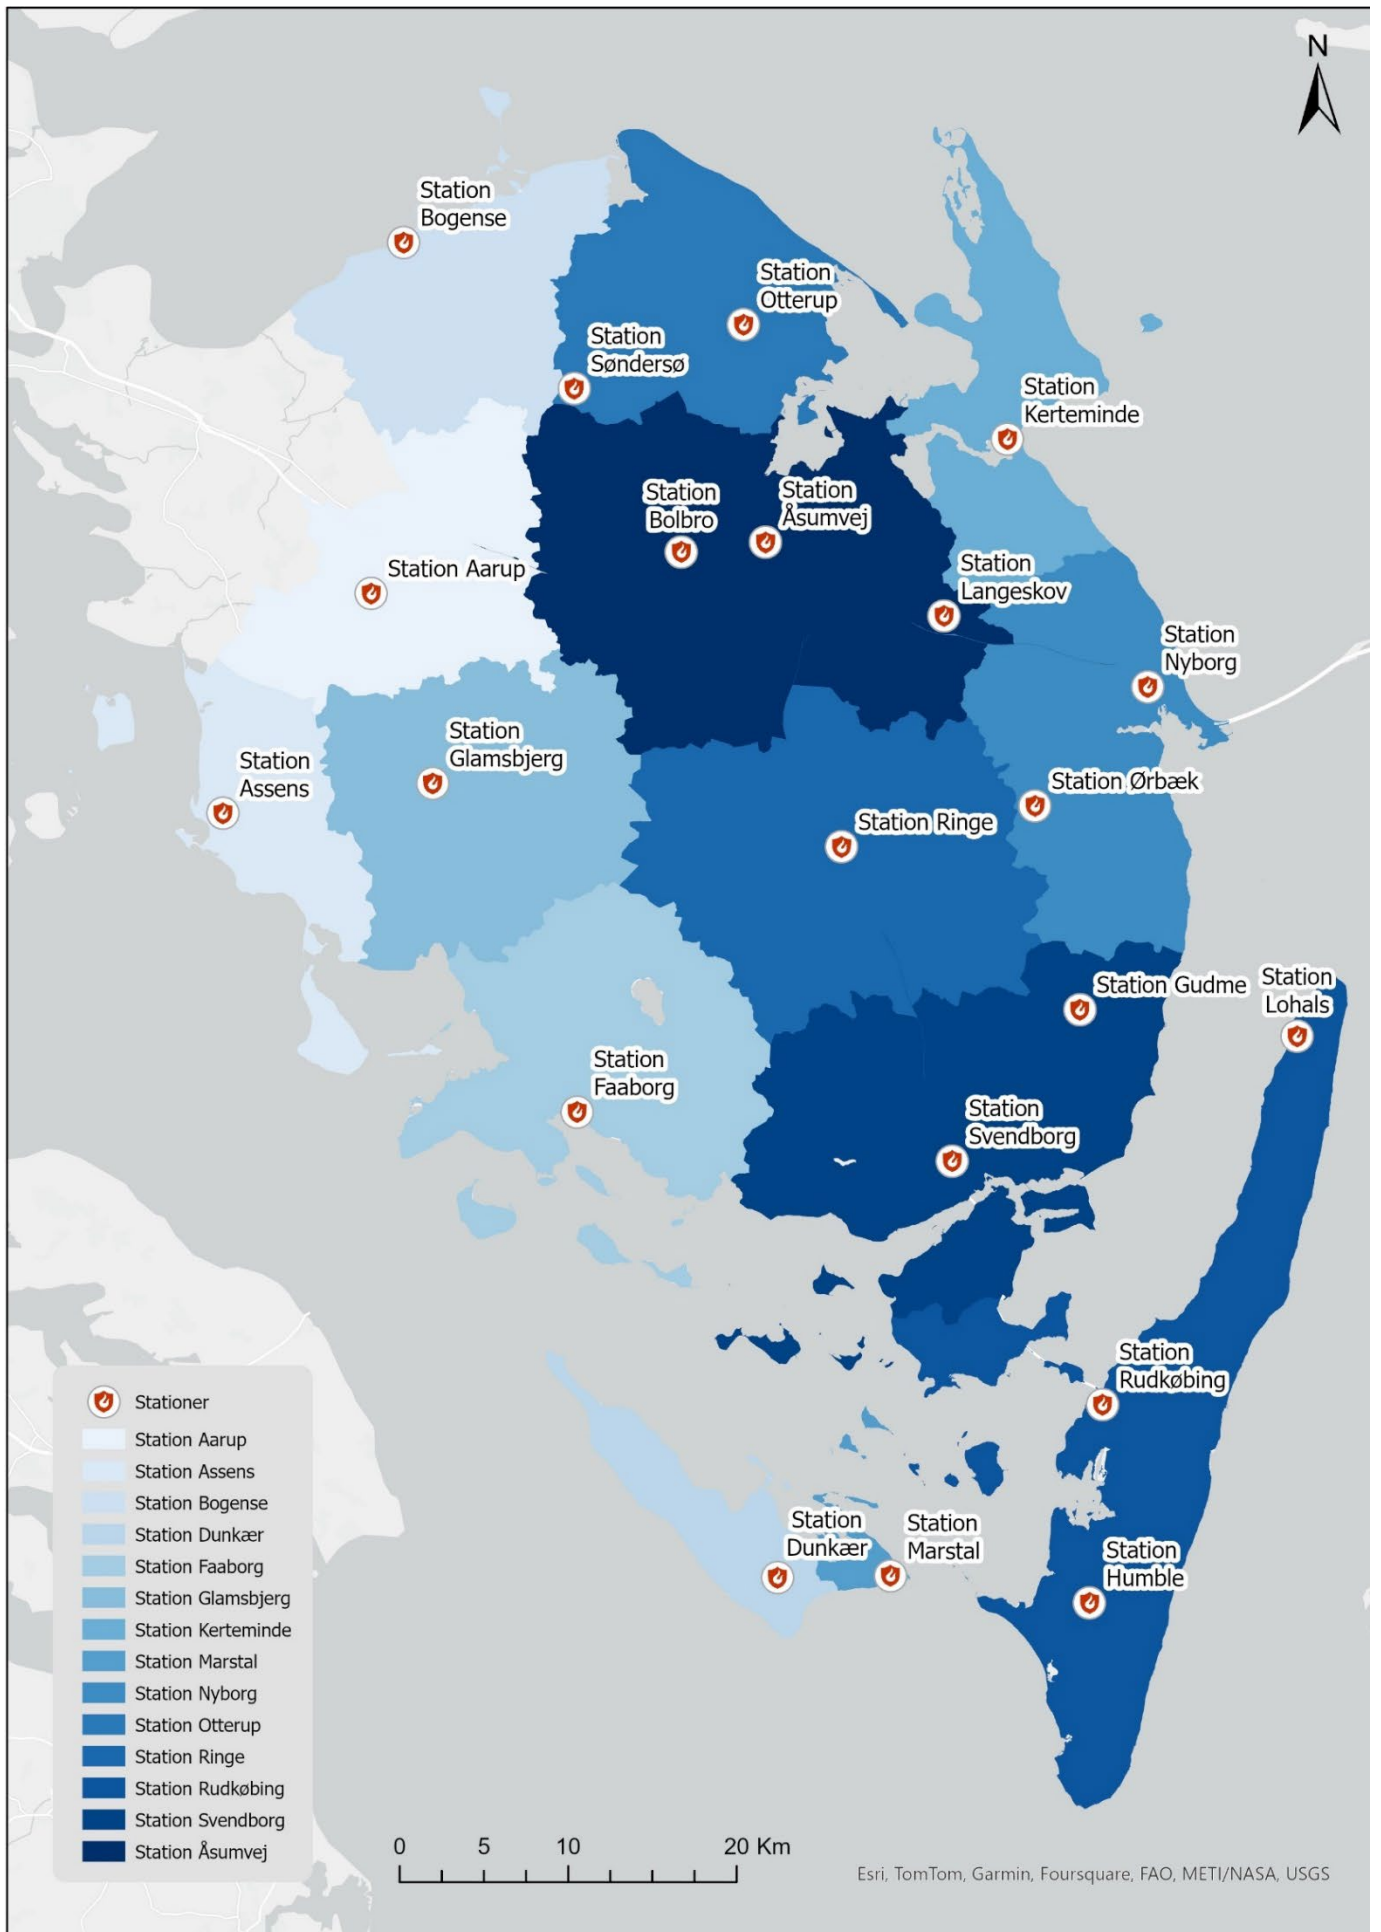 N
Station
Bogense
Station
Otterup
Station
Søndersø
Station
Kerteminde
Station
Bolbro
Station
Åsumvej
Station Aarup
Station
Langeskov
Station
Nyborg
Station
Glamsbjerg
Station
Assens
Station Ørbæk
Station Ringe
Station Gudme
Station
Lohals
Station
Faaborg
Station
Svendborg
Station
Rudkøbing
Station
Dunkær
Station
Marstal
Station
Humble
Stationer
Station Aarup
Station Assens
Station Bogense
Station Dunkær
Station Faaborg
Station Glamsbjerg
Station Kerteminde
Station Marstal
Station Nyborg
Station Otterup
Station Ringe
Station Rudkøbing
Station Svendborg
Station Åsumvej
0 5 10 20 Km
Esri, TomTom, Garmin, Foursquare, FAO, METI/NASA, USGS